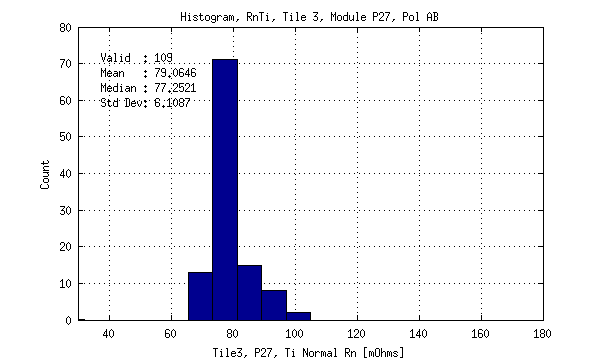 Histogram, RnTi, Tile 3, Module P27, Pol AB
80
70
60
50
40
30
20
10
0
Count
Valid : 109
Mean : 79.0646
Median : 77.2521
Std Dev: 6.1087
40 60 80 100 120 140 160 180
Tile3, P27, Ti Normal Rn [mOhms]